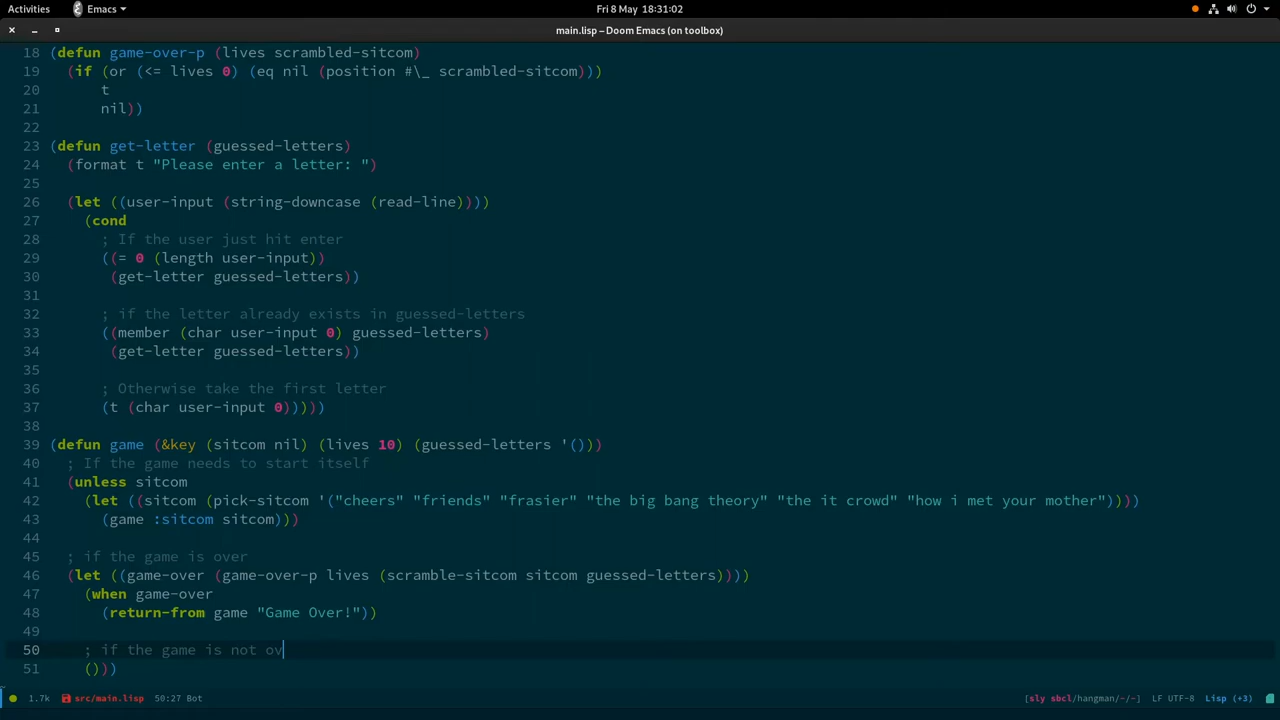 Activities Emacs Fri 8 May 18:31:02
main.lisp – Doom Emacs (on toolbox)
18 (defun game-over-p (lives scrambled-sitcom)
19 (if (or (<= lives 0) (eq nil (position #\_ scrambled-sitcom)))
20 t
21 nil))
22
23 (defun get-letter (guessed-letters)
24 (format t "Please enter a letter: ")
25
26 (let ((user-input (string-downcase (read-line))))
27 (cond
28 ; If the user just hit enter
29 ((= 0 (length user-input))
30 (get-letter guessed-letters))
31
32 ; if the letter already exists in guessed-letters
33 ((member (char user-input 0) guessed-letters)
34 (get-letter guessed-letters))
35
36 ; Otherwise take the first letter
37 (t (char user-input 0)))))
38
39 (defun game (&key (sitcom nil) (lives 10) (guessed-letters '()))
40 ; If the game needs to start itself
41 (unless sitcom
42 (let ((sitcom (pick-sitcom '("cheers" "friends" "frasier" "the big bang theory" "the it crowd" "how i met your mother"))))
43 (game :sitcom sitcom)))
44
45 ; if the game is over
46 (let ((game-over (game-over-p lives (scramble-sitcom sitcom guessed-letters))))
47 (when game-over
48 (return-from game "Game Over!"))
49
50 ; if the game is not ov
51 ()))
1.7k src/main.lisp 50:27 Bot [sly sbcl/hangman/-/-] LF UTF-8 Lisp (+3)